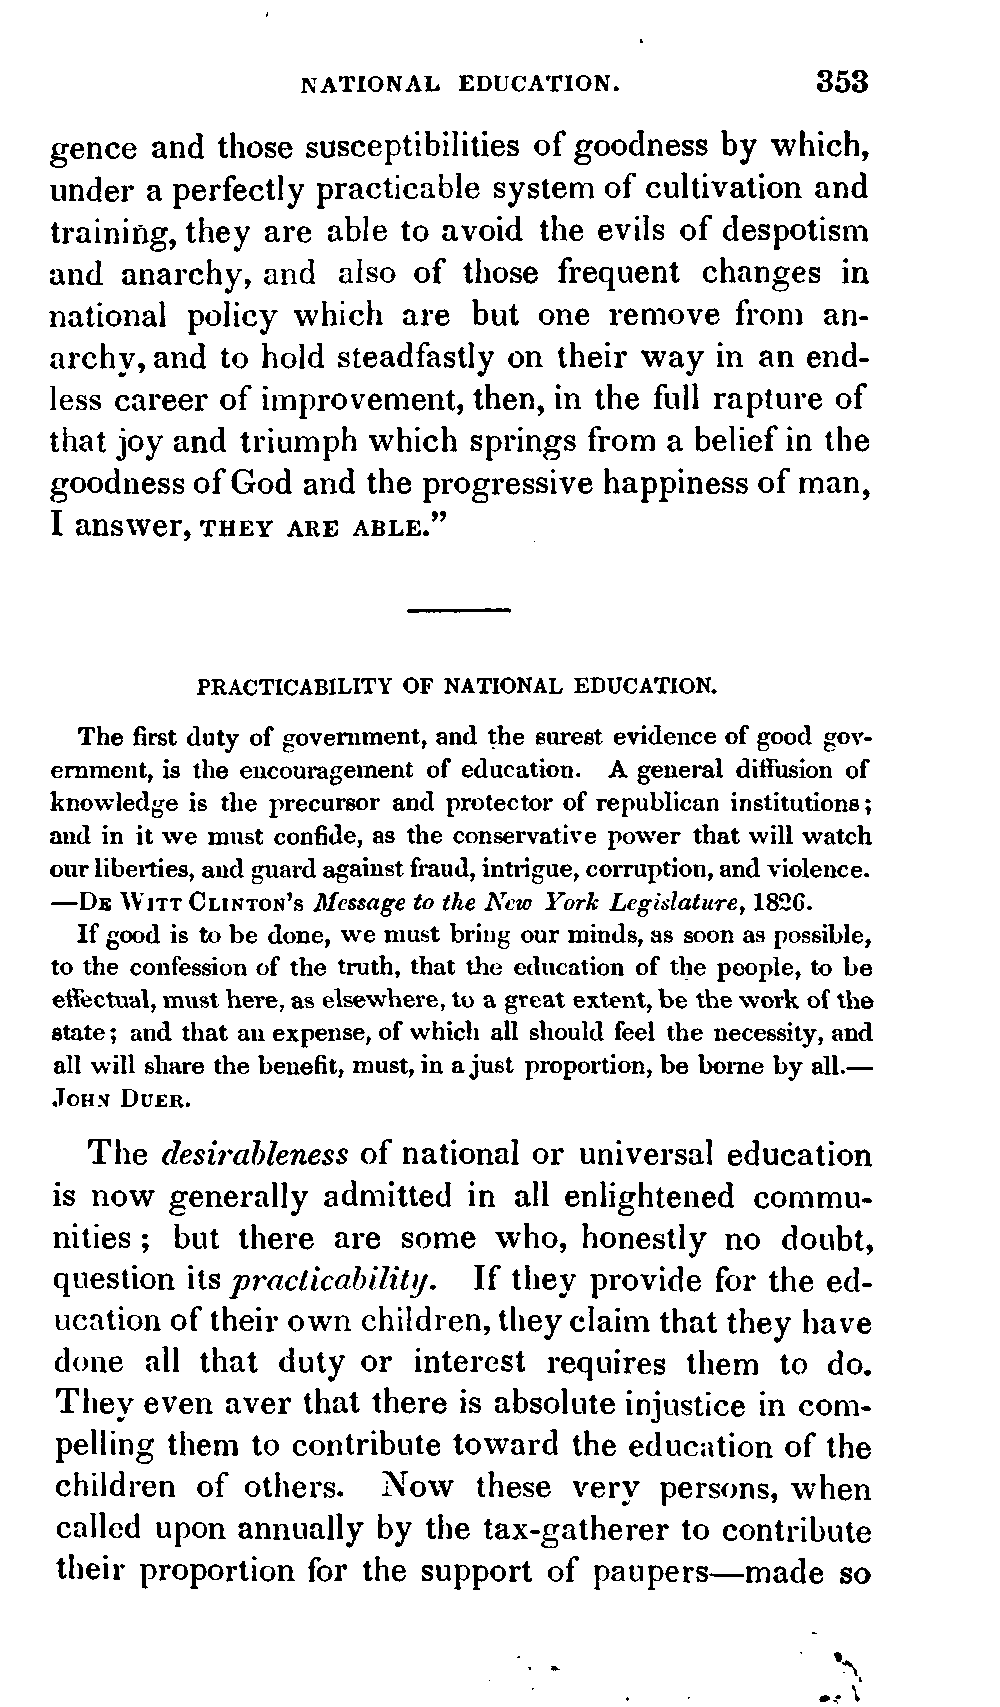 NATIONAL EDUCATION. 353
gence and those susceptibilities of goodness by which,
under a perfectly practicable system of cultivation and
training, they are able to avoid the evils of despotism
and anarchy, and also of those frequent changes in
national policy which are but one remove from an-
archy, and to hold steadfastly on their way in an end-
less career of improvement, then, in the full rapture of
that joy and triumph which springs from a belief in the
goodness of God and the progressive happiness of man,
I answer, THEY ARE ABLE."
PRACTICABILITY OF NATIONAL EDUCATION.
The first duty of government, and the surest evidence of good gov-
ernment, is the encouragement of education. A general diffusion of
knowledge is the precursor and protector of republican institutions;
and in it we must confide, as the conservative power that will watch
our liberties, and guard against fraud, intrigue, corruption, and violence.
—DE WITT CLINTON'S Message to the New York Legislature, 1826.
If good is to be done, we must bring our minds, as soon as possible,
to the confession of the truth, that the education of the people, to be
effectual, must here, as elsewhere, to a great extent, be the work of the
state; and that an expense, of which all should feel the necessity, and
all will share the benefit, must, in a just proportion, be borne by all.—
JOHN DUER.
The desirableness of national or universal education
is now generally admitted in all enlightened commu-
nities; but there are some who, honestly no doubt,
question its practicability. If they provide for the ed-
ucation of their own children, they claim that they have
done all that duty or interest requires them to do.
They even aver that there is absolute injustice in com-
pelling them to contribute toward the education of the
children of others. Now these very persons, when
called upon annually by the tax-gatherer to contribute
their proportion for the support of paupers—made so